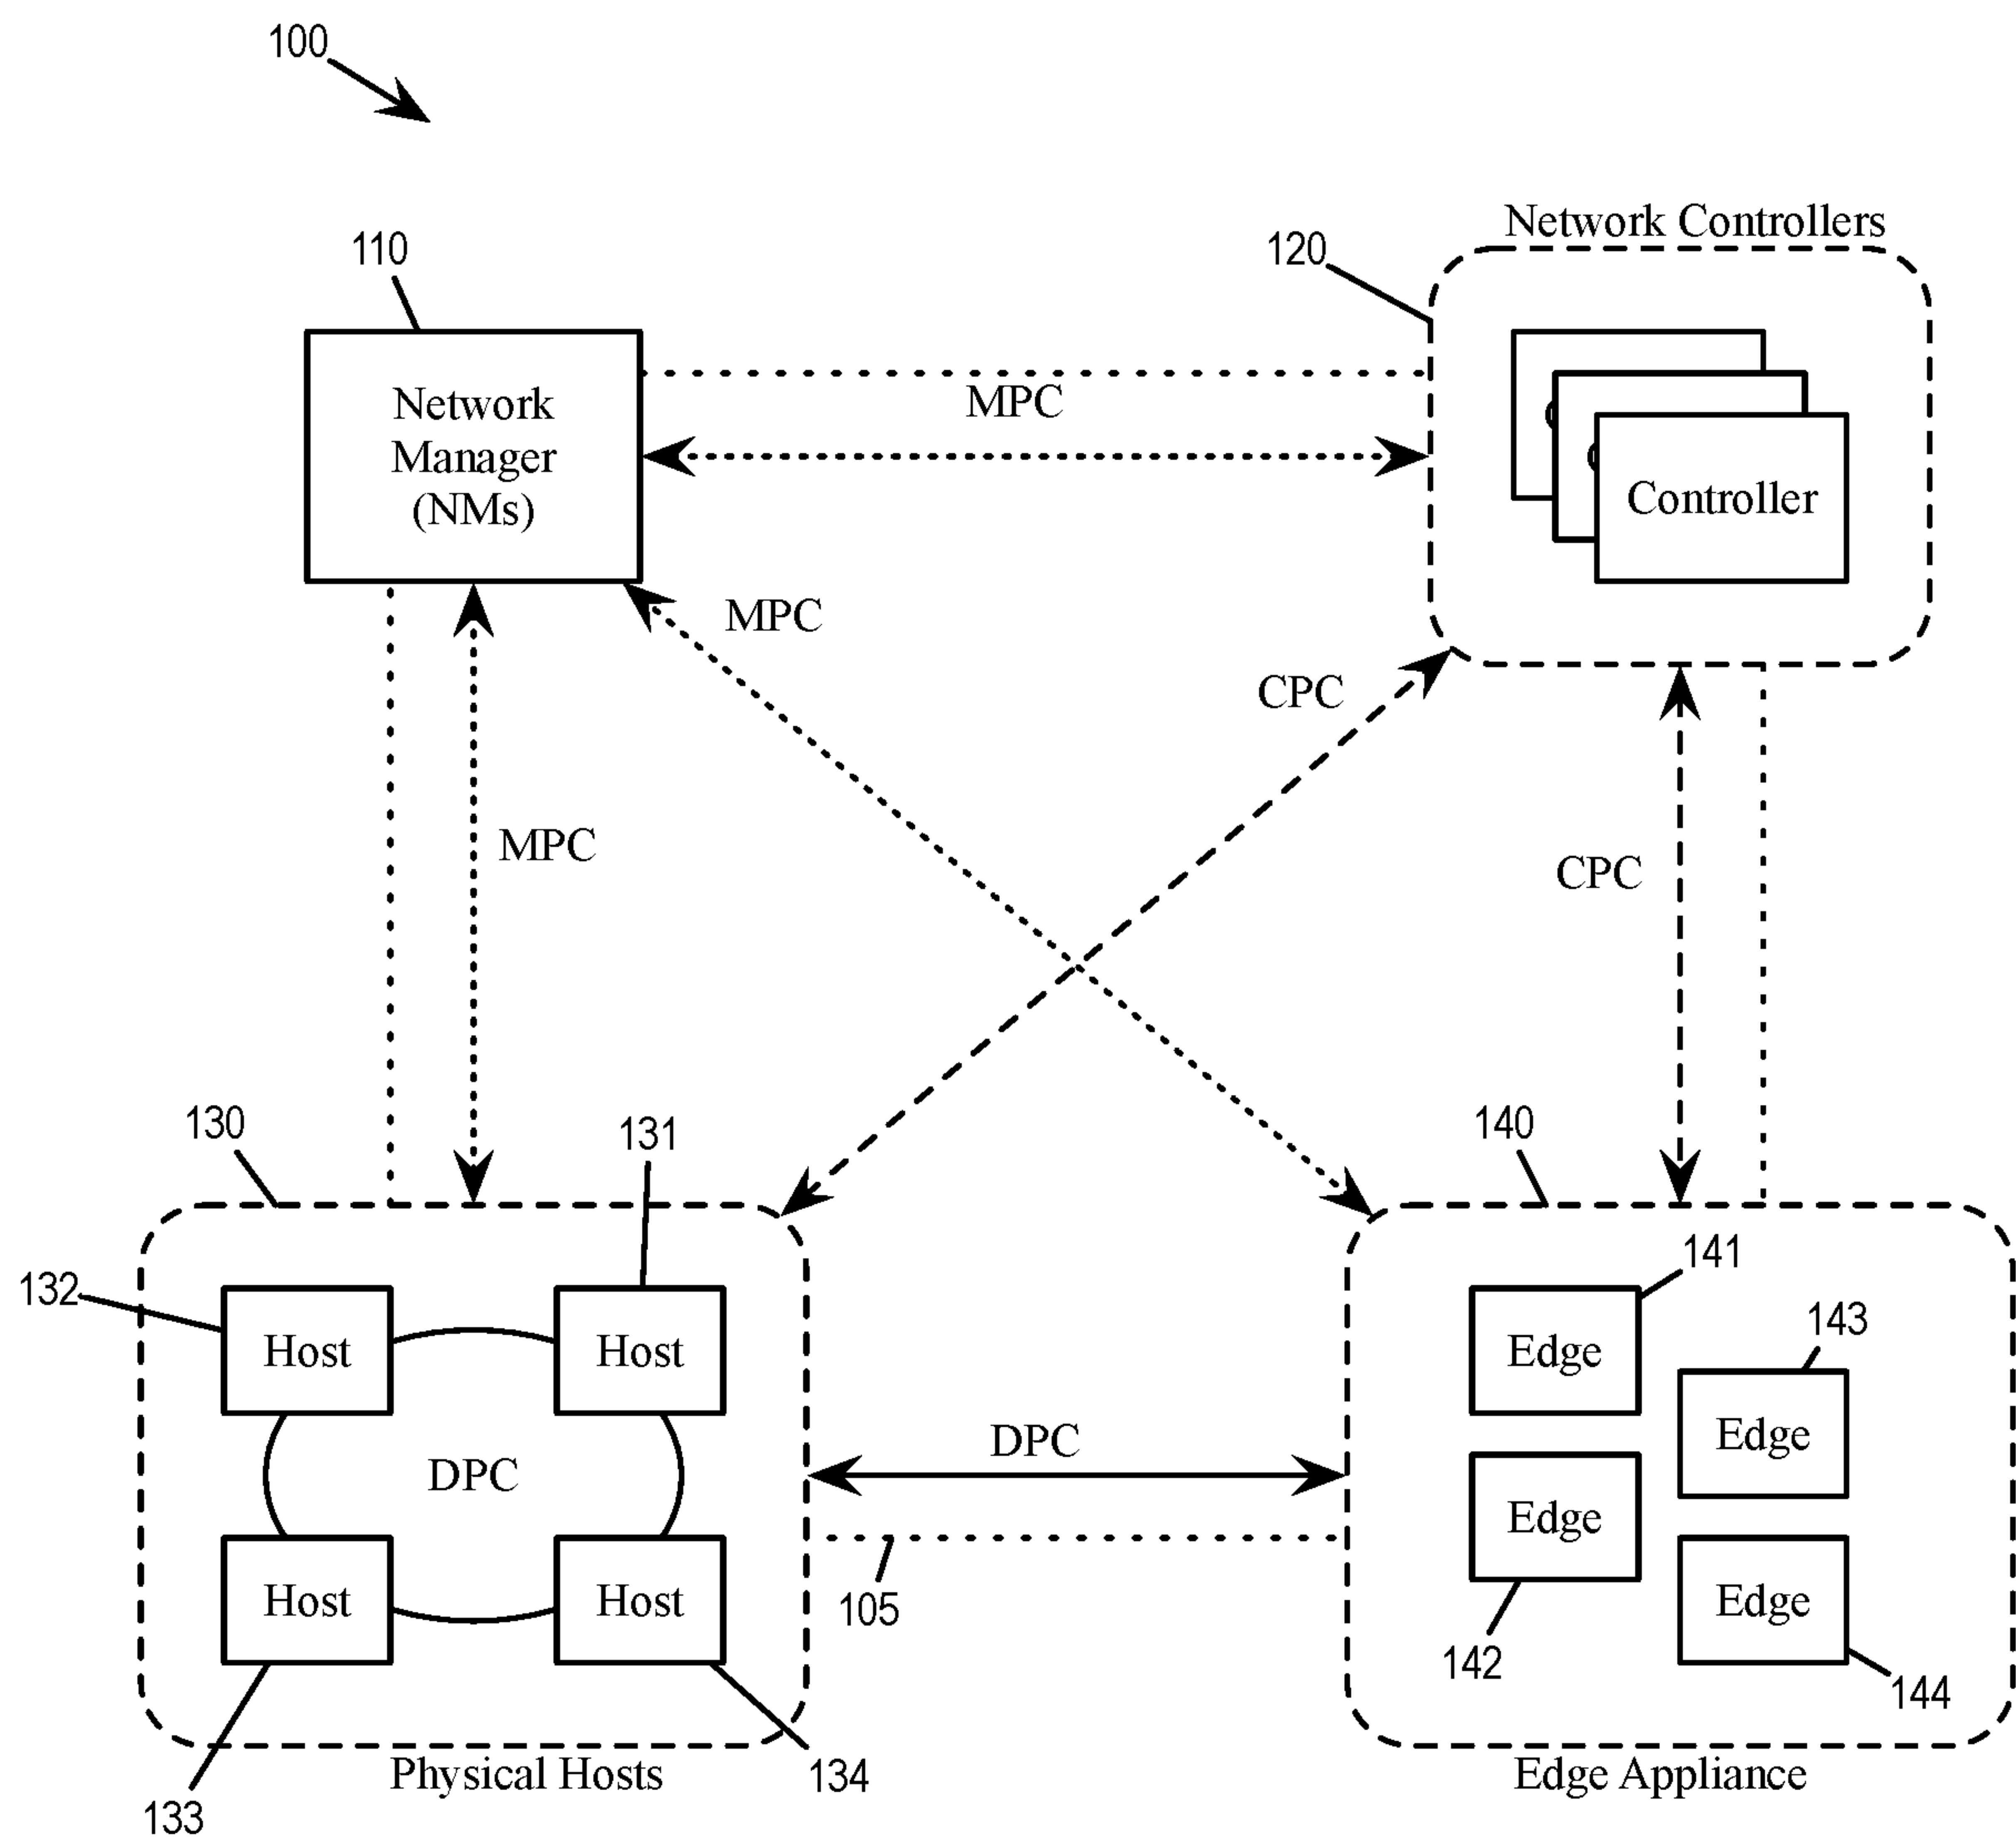 100
110
120
Network Controllers
Network
Manager
(NMs)
MPC
Controller
MPC
CPC
MPC
CPC
130
131
140
132
Host
Host
141
Edge
143
Edge
DPC
DPC
Edge
Host
Host
105
Edge
142
144
Physical Hosts
134
Edge Appliance
133